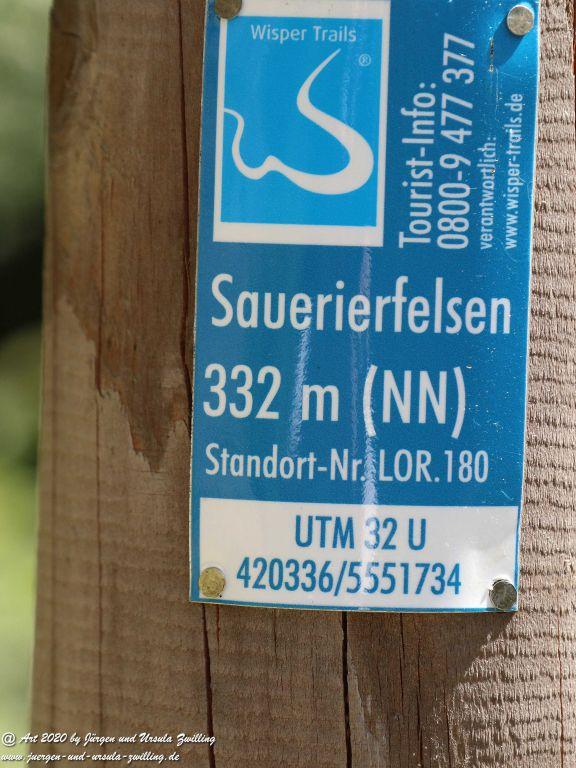 Wisper Trails
®
Tourist-Info:
0800-9 477 377
verantwortlich:
www.wisper-trails.de
Sauerierfelsen
332 m (NN)
Standort-Nr. LOR.180
UTM 32 U
420336/5551734
@ Art 2020 by Jürgen und Ursula Zwilling
www.juergen-und-ursula-zwilling.de